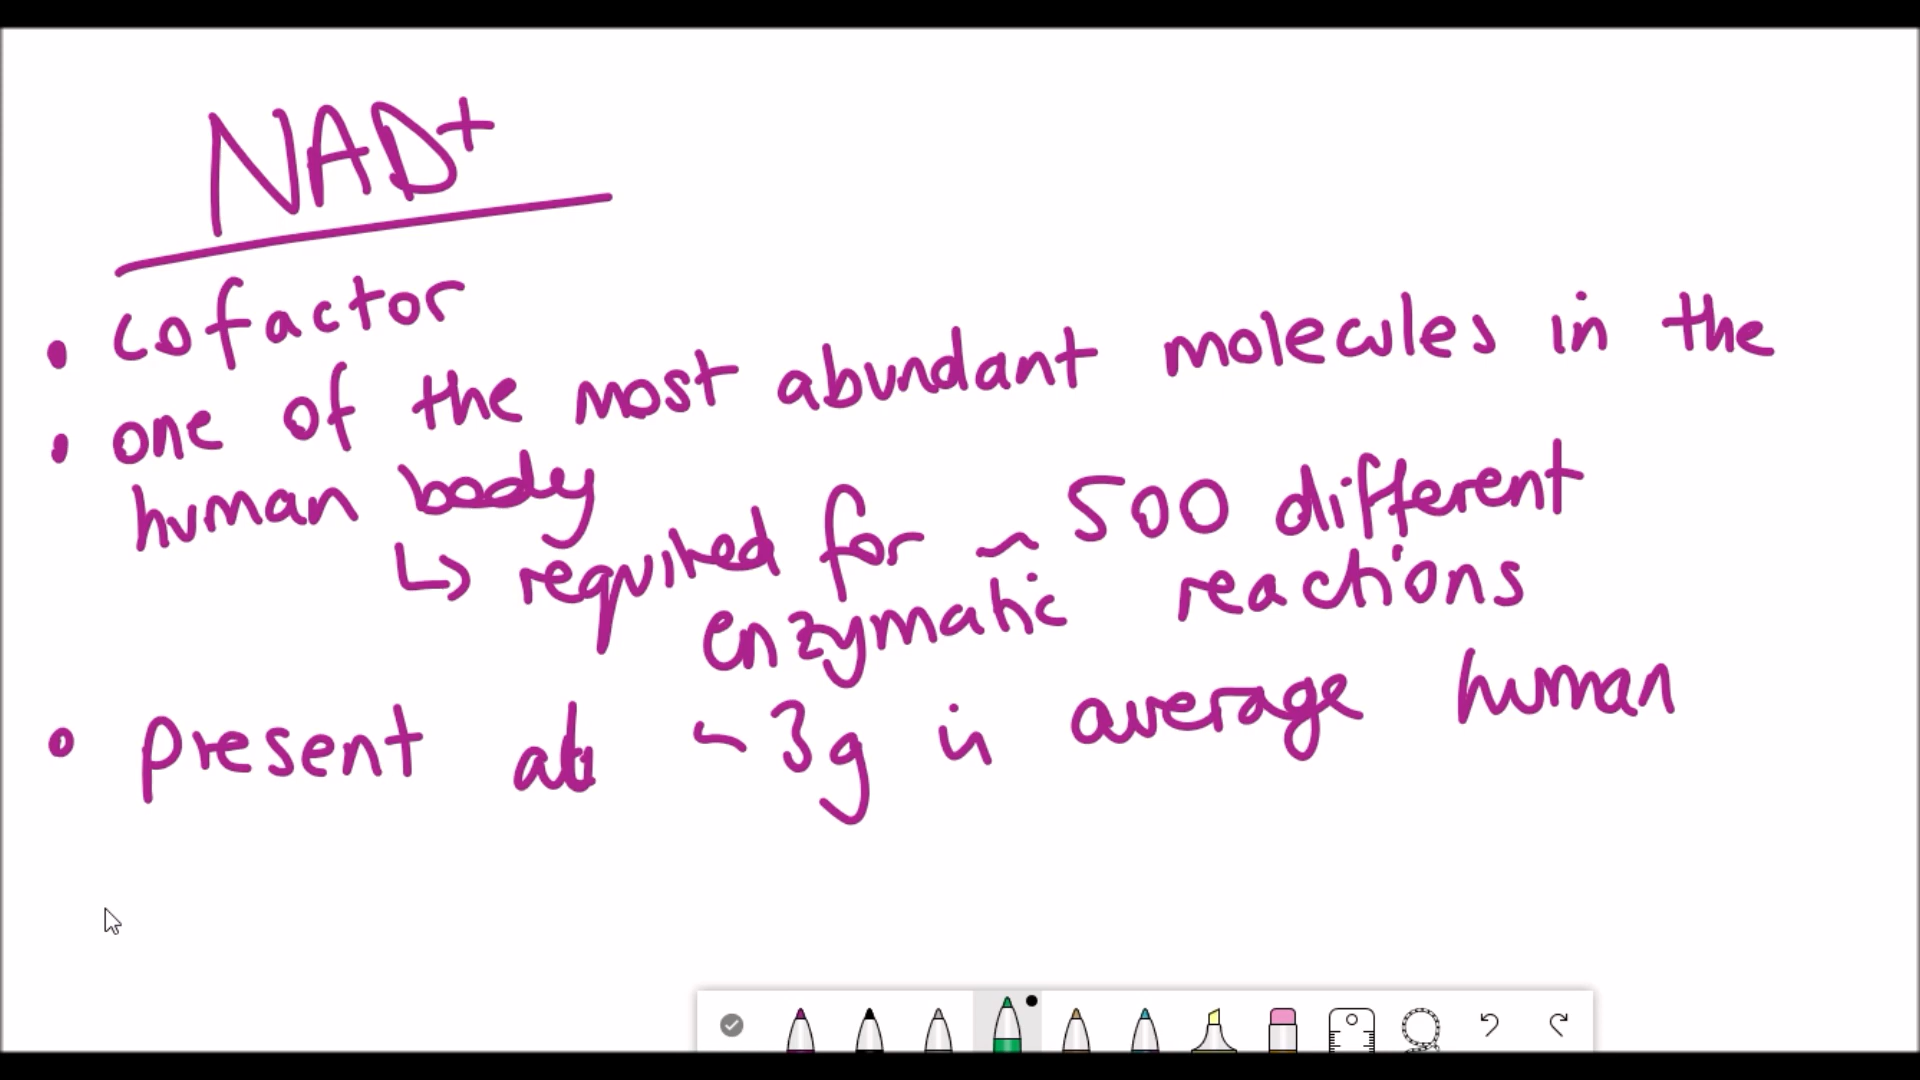 NAD+
• cofactor
• one of the most abundant molecules in the
human body
↳ required for ~ 500 different
enzymatic reactions
• present at ~3g in average human